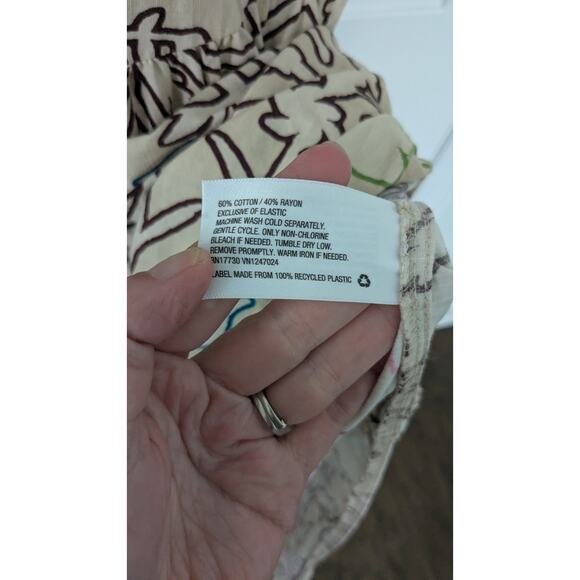 60% COTTON / 40% RAYON
EXCLUSIVE OF ELASTIC
MACHINE WASH COLD SEPARATELY.
GENTLE CYCLE. ONLY NON-CHLORINE
BLEACH IF NEEDED. TUMBLE DRY LOW.
REMOVE PROMPTLY. WARM IRON IF NEEDED.
RN17730 VN1247024
LABEL MADE FROM 100% RECYCLED PLASTIC